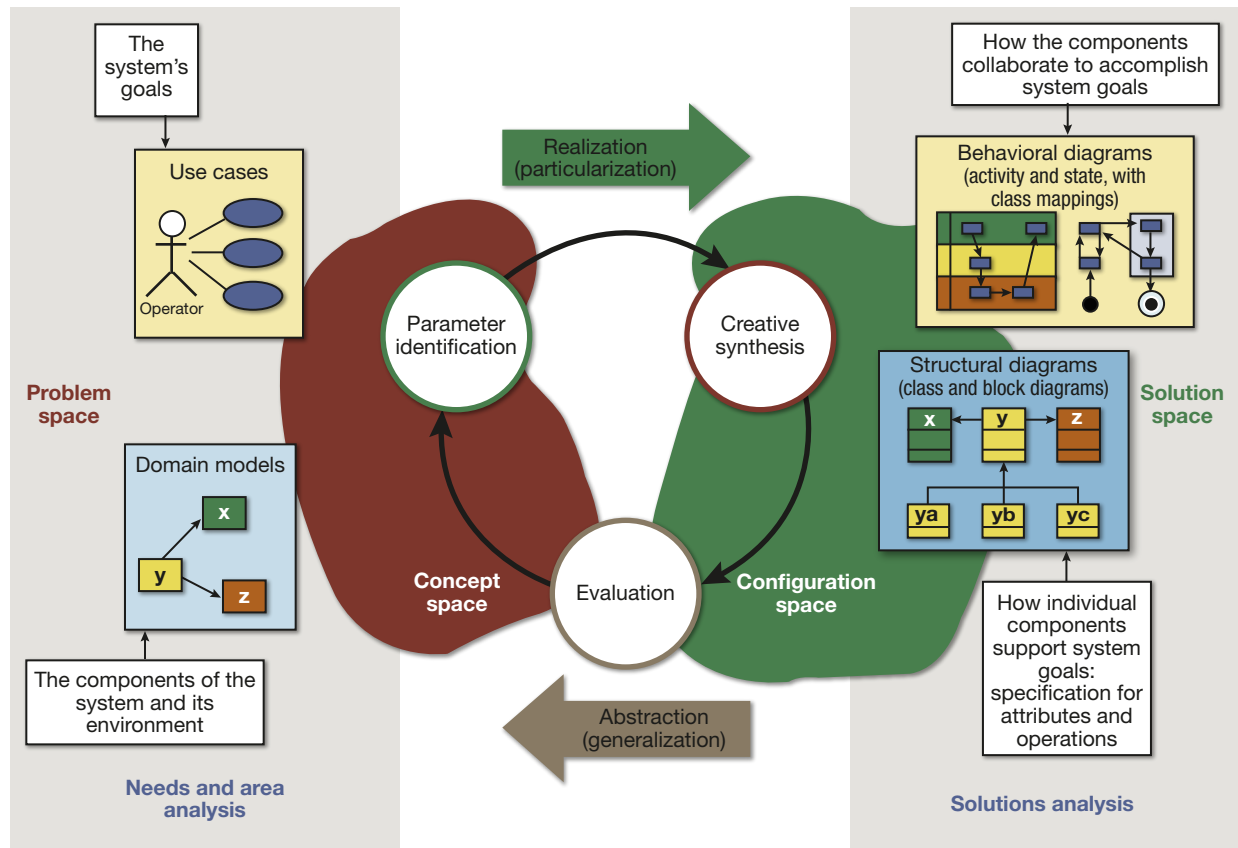 The
system's
goals
Use cases
Operator
Problem
space
Domain models
x
y
z
The components of the
system and its
environment
Needs and area
analysis
Realization
(particularization)
Parameter
identification
Creative
synthesis
Concept
space
Evaluation
Configuration
space
Abstraction
(generalization)
How the components
collaborate to accomplish
system goals
Behavioral diagrams
(activity and state, with
class mappings)
Structural diagrams
(class and block diagrams)
x
y
z
ya
yb
yc
Solution
space
How individual
components
support system
goals:
specification for
attributes and
operations
Solutions analysis